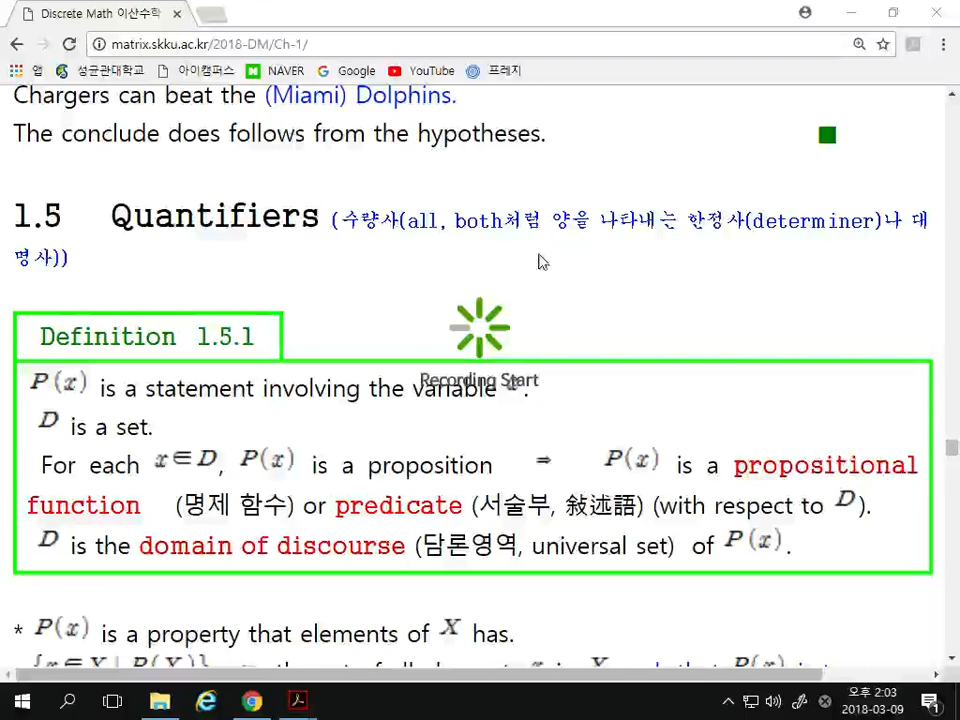 Discrete Math 이산수학
matrix.skku.ac.kr/2018-DM/Ch-1/
앱 성균관대학교 아이캠퍼스 NAVER Google YouTube 프레지
Chargers can beat the (Miami) Dolphins.
The conclude does follows from the hypotheses.
1.5 Quantifiers (수량사(all, both처럼 양을 나타내는 한정사(determiner)나 대
명사))
Definition 1.5.1
P(x) is a statement involving the variable x.
Recording Start
D is a set.
For each x∈D, P(x) is a proposition ⇒ P(x) is a propositional
function (명제 함수) or predicate (서술부, 敍述語) (with respect to D).
D is the domain of discourse (담론영역, universal set) of P(x).
* P(x) is a property that elements of X has.
오후 2:03
2018-03-09
1